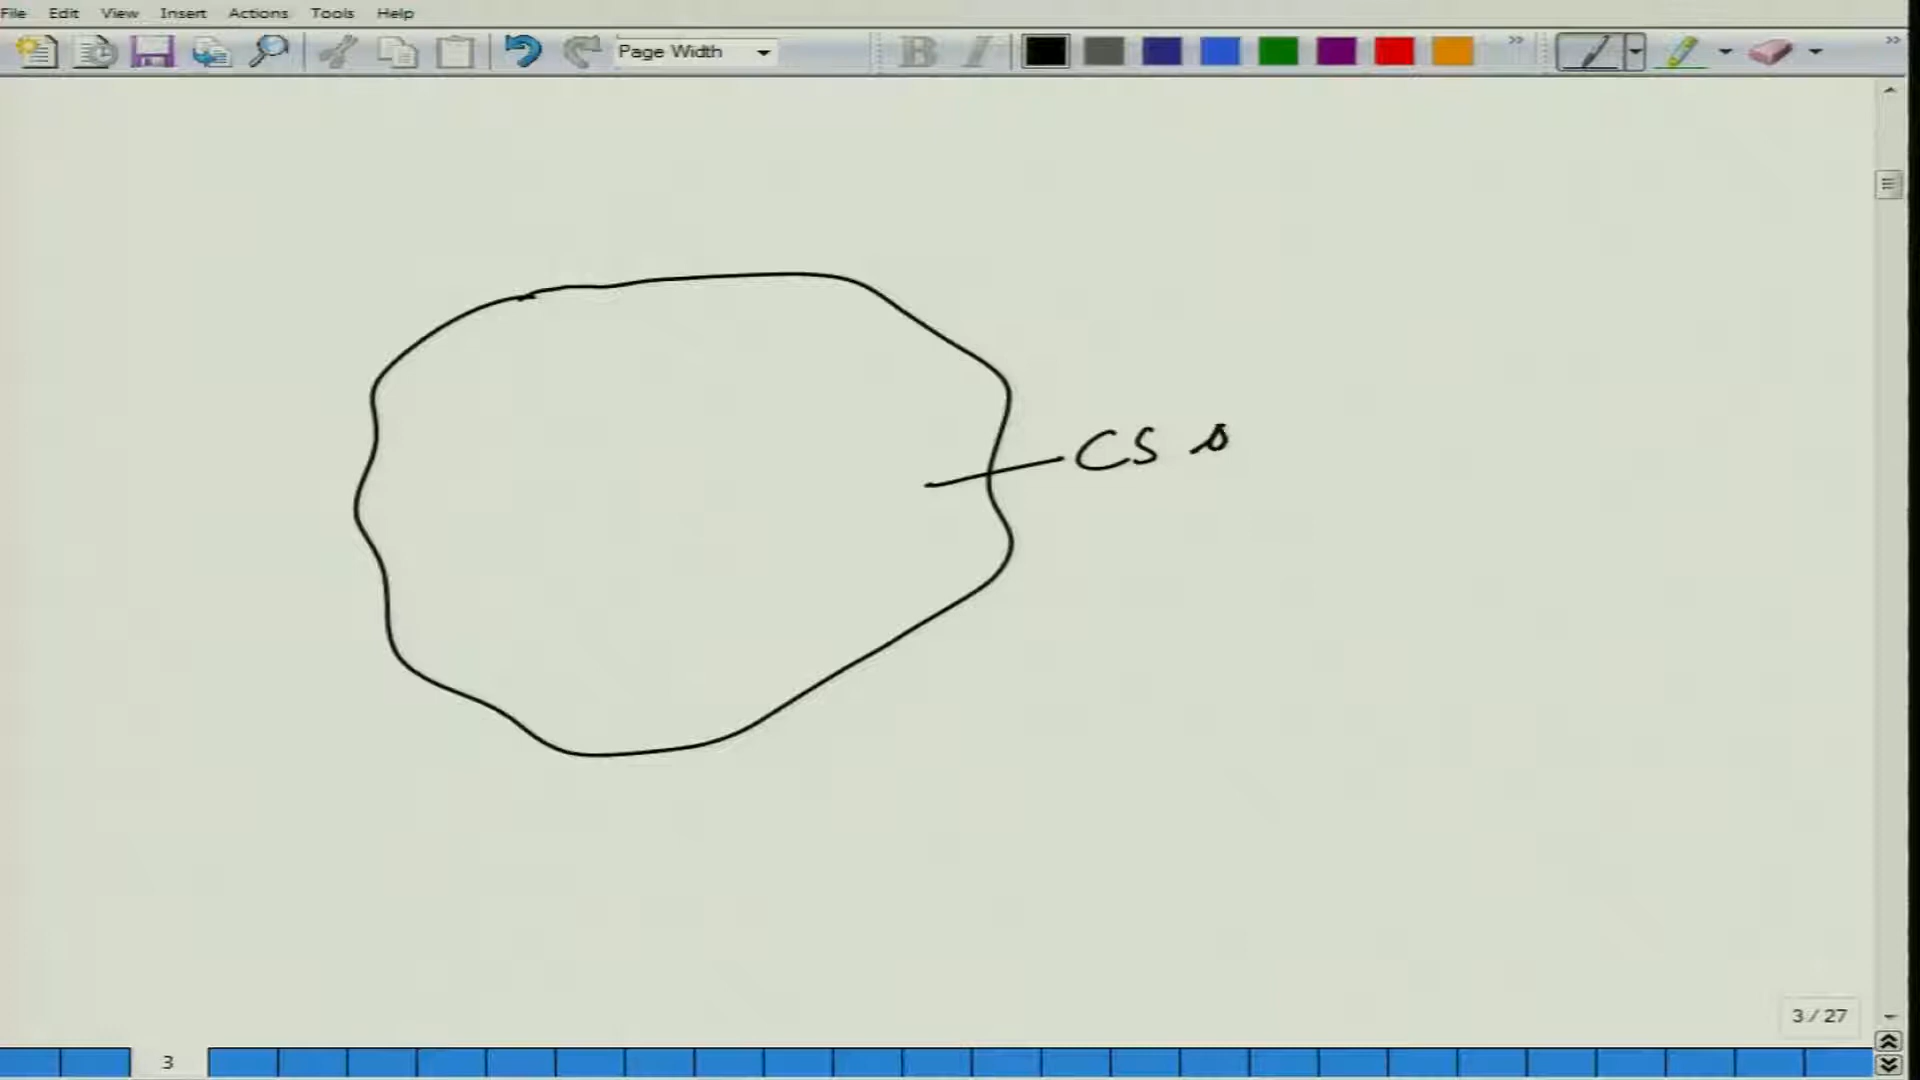 File Edit View Insert Actions Tools Help
Page Width
B I
CS s
3 / 27
3